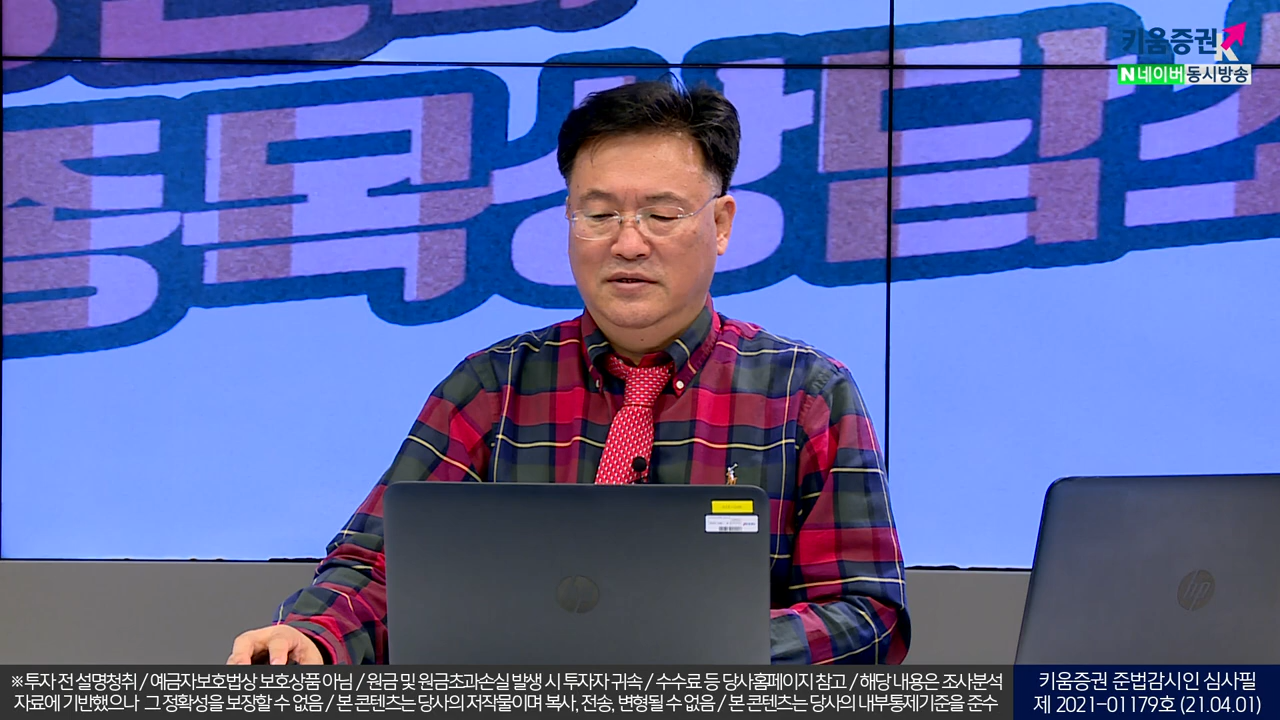 키움증권
N 네이버 동시방송
종목상담소
hp
hp
※ 투자 전 설명청취 / 예금자보호법상 보호상품 아님 / 원금 및 원금초과손실 발생 시 투자자 귀속 / 수수료 등 당사홈페이지 참고 / 해당 내용은 조사분석
자료에 기반했으나 그 정확성을 보장할 수 없음 / 본 콘텐츠는 당사의 저작물이며 복사, 전송, 변형될 수 없음 / 본 콘텐츠는 당사의 내부통제기준을 준수
키움증권 준법감시인 심사필
제 2021-01179호 (21.04.01)